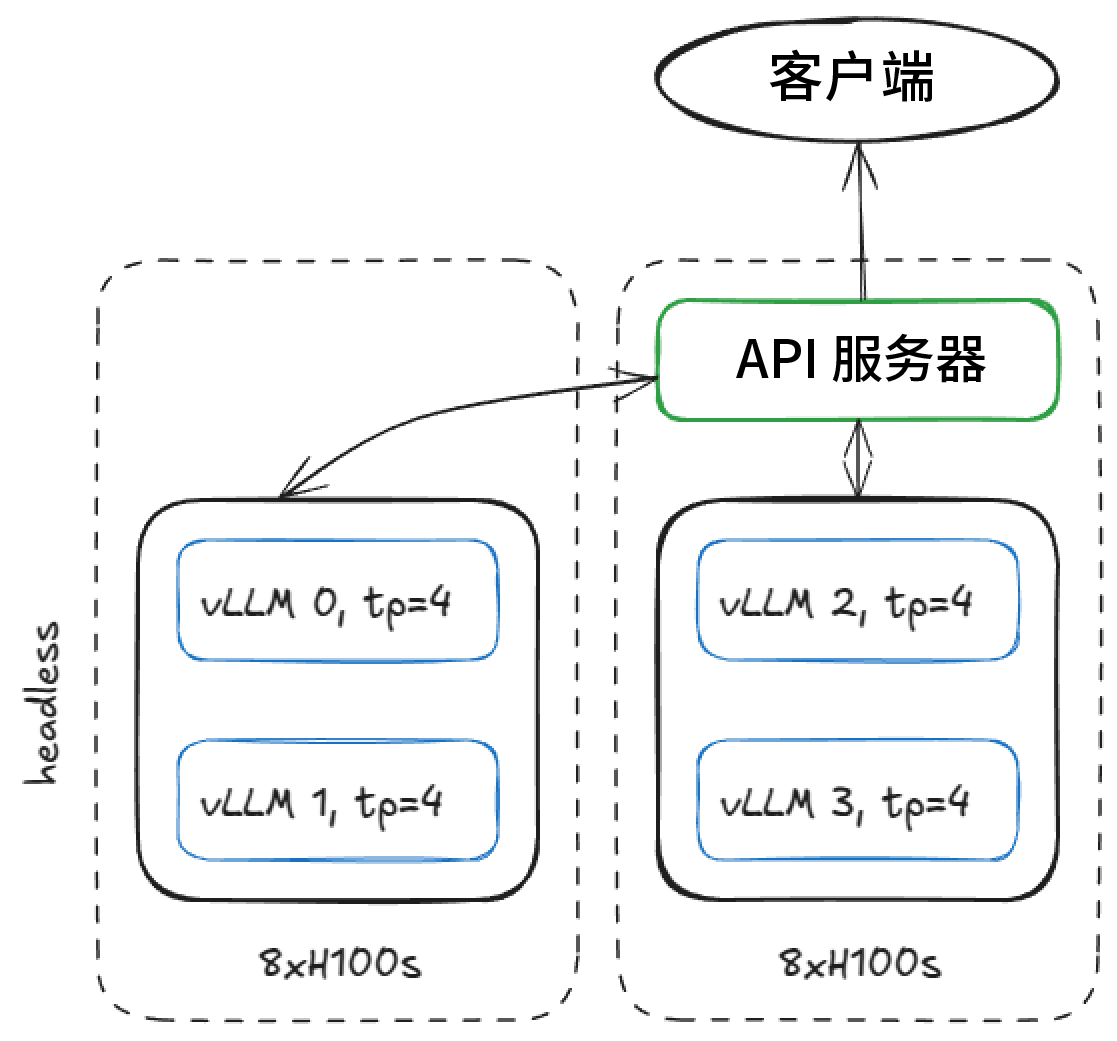 客户端
API 服务器
headless
vLLM 0, tp=4
vLLM 1, tp=4
8xH100s
vLLM 2, tp=4
vLLM 3, tp=4
8xH100s